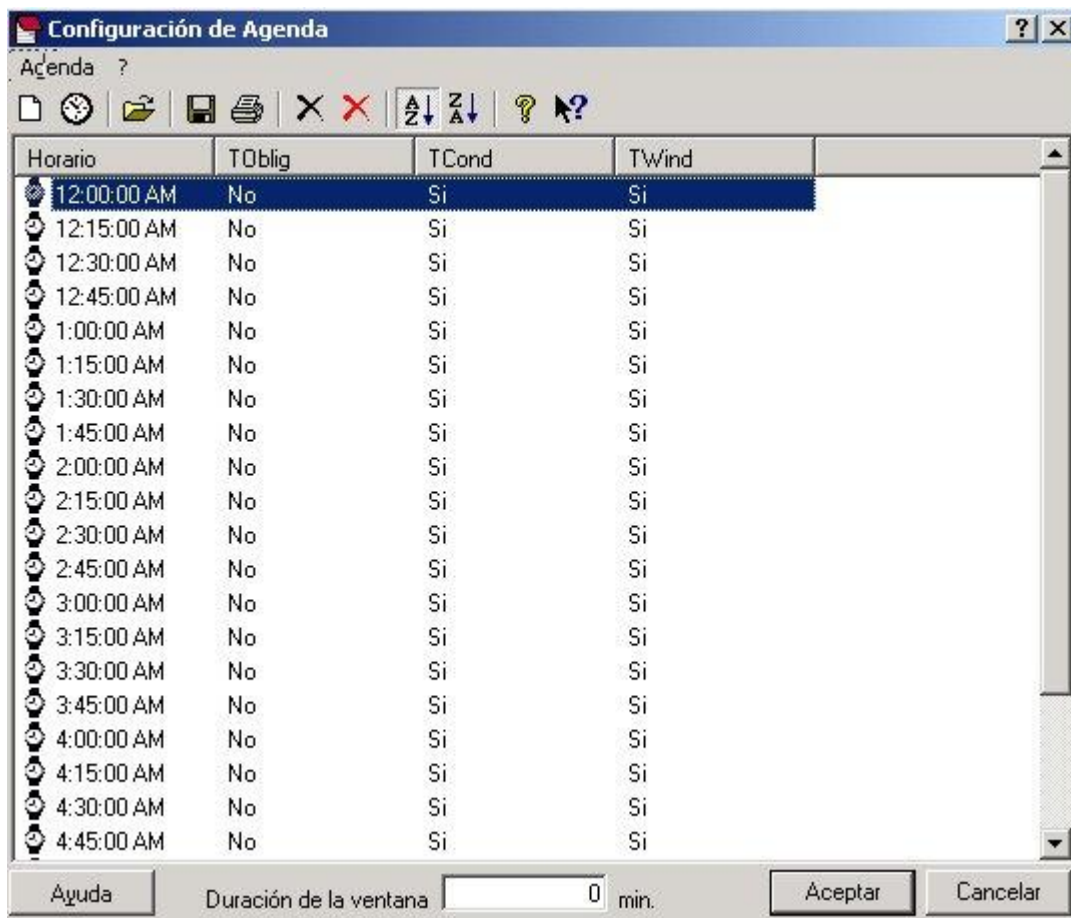 Configuración de Agenda
Agenda ?
Horario TOblig TCond TWind
12:00:00 AM No Si Si
12:15:00 AM No Si Si
12:30:00 AM No Si Si
12:45:00 AM No Si Si
1:00:00 AM No Si Si
1:15:00 AM No Si Si
1:30:00 AM No Si Si
1:45:00 AM No Si Si
2:00:00 AM No Si Si
2:15:00 AM No Si Si
2:30:00 AM No Si Si
2:45:00 AM No Si Si
3:00:00 AM No Si Si
3:15:00 AM No Si Si
3:30:00 AM No Si Si
3:45:00 AM No Si Si
4:00:00 AM No Si Si
4:15:00 AM No Si Si
4:30:00 AM No Si Si
4:45:00 AM No Si Si
Ayuda Duración de la ventana 0 min. Aceptar Cancelar